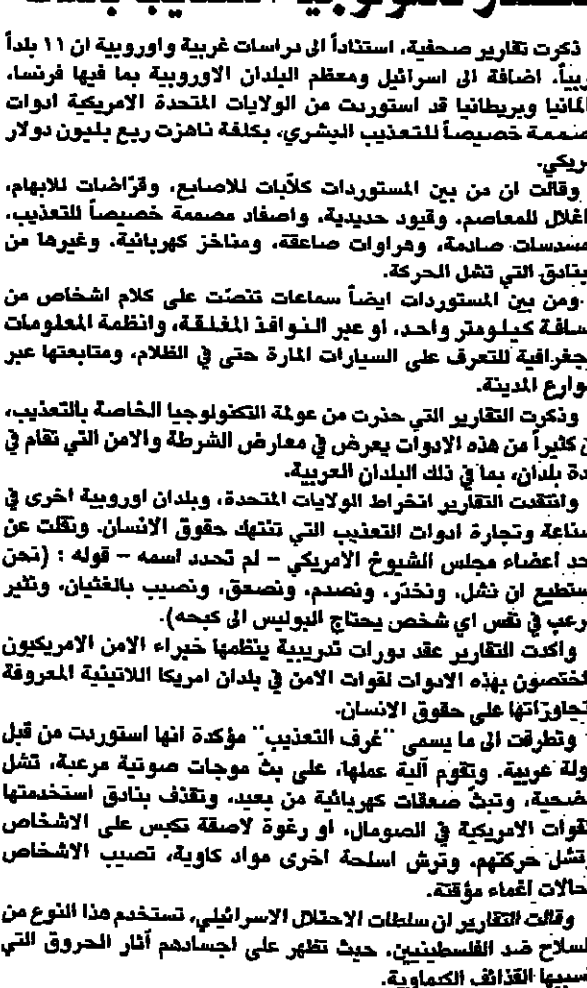 ذكرت تقارير صحفية، استناداً الى دراسات غربية واوروبية ان ١١ بلداً
ربياً، اضافة الى اسرائيل ومعظم البلدان الاوروبية بما فيها فرنسا،
المانيا وبريطانيا قد استوردت من الولايات المتحدة الامريكية ادوات
صممة خصيصاً للتعذيب البشري، بكلفة ناهزت ربع بليون دولار
ريكي.
وقالت ان من بين المستوردات كلاّبات للاصابع، وقرّاضات للابهام،
اغلال للمعاصم، وقيود حديدية، واصفاد مصممة خصيصاً للتعذيب،
مسدسات صادمة، وهراوات صاعقة، ومناخز كهربائية، وغيرها من
بنادق التي تشل الحركة.
ومن بين المستوردات ايضاً سماعات تتنصّت على كلام اشخاص من
سافة كيلومتر واحد، او عبر النوافذ المغلقة، وانظمة المعلومات
جغرافية للتعرف على السيارات المارة حتى في الظلام، ومتابعتها عبر
وارع المدينة.
وذكرت التقارير التي حذرت من عولمة التكنولوجيا الخاصة بالتعذيب،
ن كثيراً من هذه الادوات يعرض في معارض الشرطة والامن التي تقام في
دة بلدان، بما في ذلك البلدان العربية.
وانتقدت التقارير انخراط الولايات المتحدة، وبلدان اوروبية اخرى في
سناعة وتجارة ادوات التعذيب التي تنتهك حقوق الانسان. ونقلت عن
حد اعضاء مجلس الشيوخ الامريكي – لم تحدد اسمه – قوله : (نحن
ستطيع ان نشل، ونخدّر، ونصدم، ونصعق، ونصيب بالغثيان، ونثير
رعب في نفس اي شخص يحتاج البوليس الى كبحه).
واكدت التقارير عقد دورات تدريبية ينظمها خبراء الامن الامريكيون
لختصون بهذه الادوات لقوات الامن في بلدان امريكا اللاتينية المعروفة
تجاوزاتها على حقوق الانسان.
وتطرقت الى ما يسمى "غرف التعذيب" مؤكدة انها استوردت من قبل
ولة عربية. وتقوم آلية عملها، على بثّ موجات صوتية مرعبة، تشل
ضحية، وتبثّ صعقات كهربائية من بعيد، وتقذف بنادق استخدمتها
قوات الامريكية في الصومال، او رغوة لاصقة تكبس على الاشخاص
تشل حركتهم. وترش اسلحة اخرى مواد كاوية، تصيب الاشخاص
حالات اغماء مؤقتة.
وقالت التقارير ان سلطات الاحتلال الاسرائيلي، تستخدم هذا النوع من
لسلاح ضد الفلسطينيين، حيث تظهر على اجسادهم آثار الحروق التي
سببها القذائف الكتماوية.